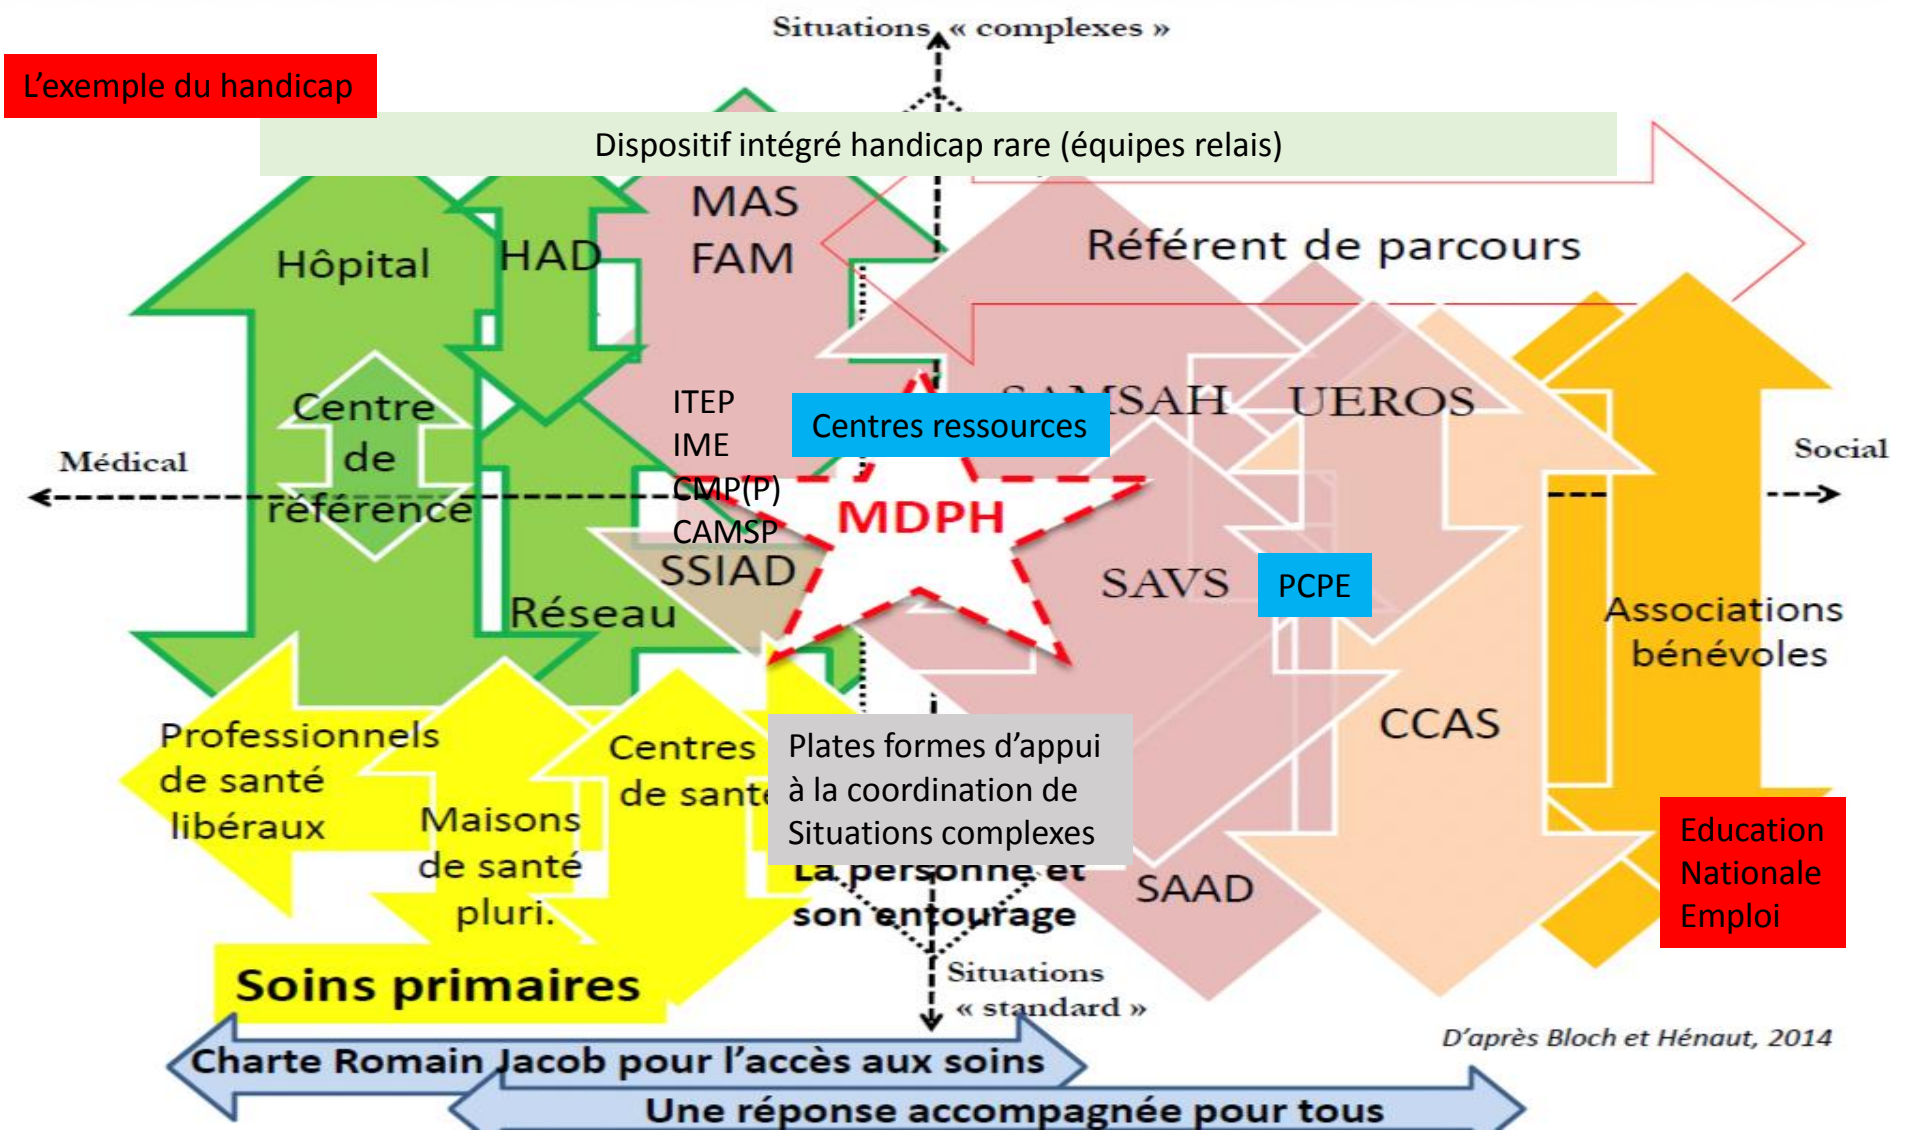 Situations « complexes »
L’exemple du handicap
Dispositif intégré handicap rare (équipes relais)
MAS
FAM
Hôpital
HAD
Référent de parcours
Centre
de
référence
ITEP
IME
CMP(P)
CAMSP
Centres ressources
SAMSAH
UEROS
Médical
Social
MDPH
SSIAD
Réseau
SAVS
PCPE
Associations
bénévoles
Professionnels
de santé
libéraux
Maisons
de santé
pluri.
Centres
de santé
Plates formes d’appui
à la coordination de
Situations complexes
CCAS
La personne et
son entourage
SAAD
Education
Nationale
Emploi
Soins primaires
Situations
« standard »
D’après Bloch et Hénaut, 2014
Charte Romain Jacob pour l’accès aux soins
Une réponse accompagnée pour tous